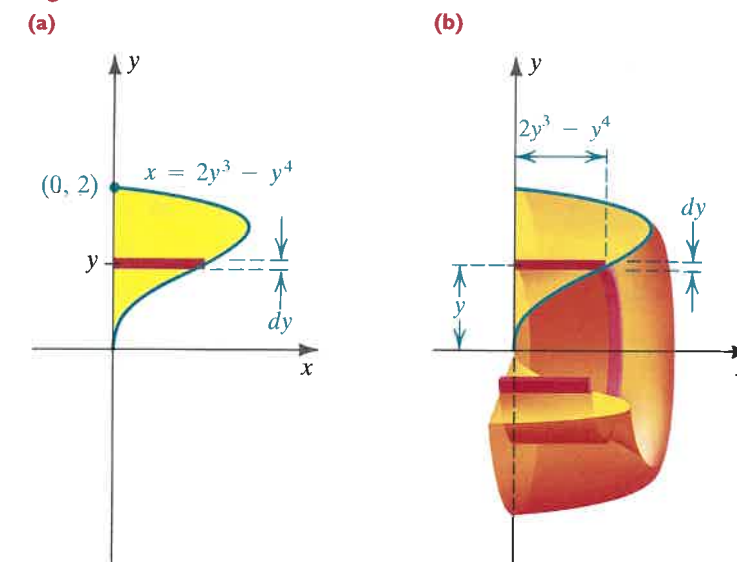 (a)
y
(0, 2)
x = 2y³ − y⁴
y
dy
x
(b)
y
2y³ − y⁴
dy
y